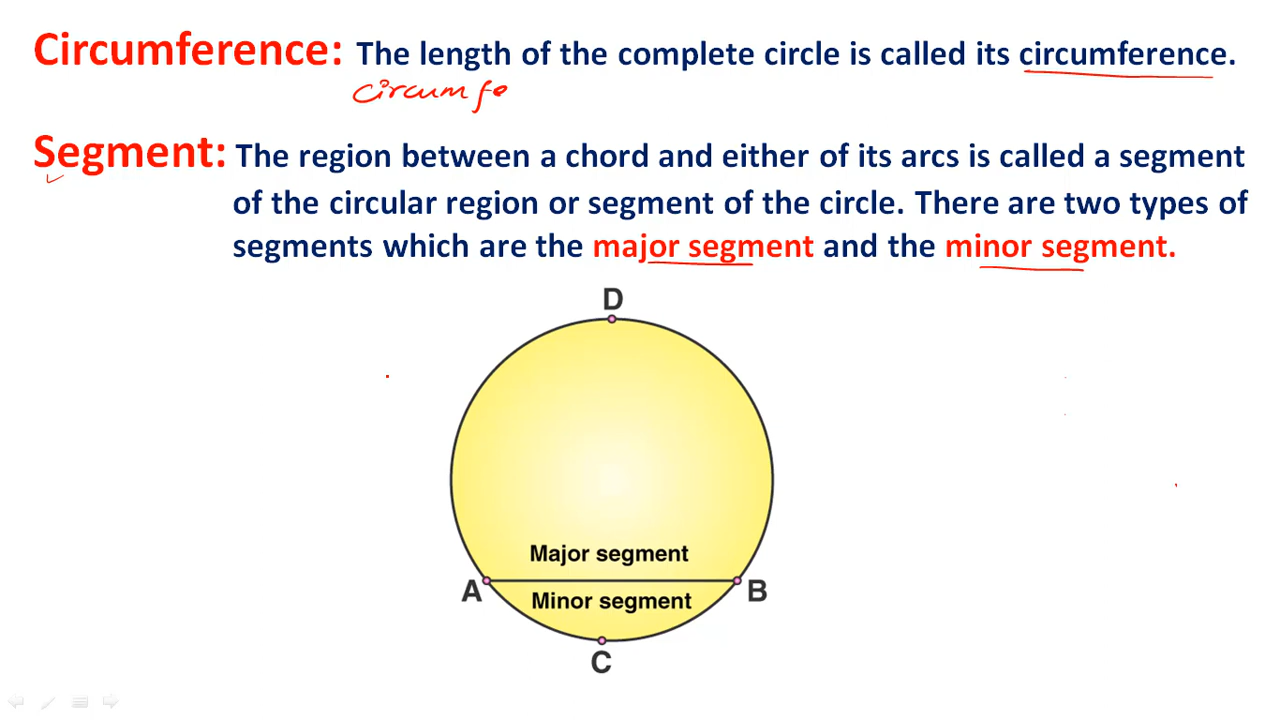 Circumference: The length of the complete circle is called its circumference.
circumfe
Segment: The region between a chord and either of its arcs is called a segment
of the circular region or segment of the circle. There are two types of
segments which are the major segment and the minor segment.
D
Major segment
A B
Minor segment
C